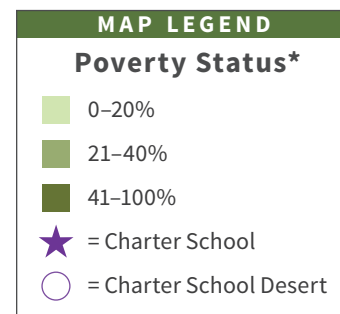 MAP LEGEND
Poverty Status*
0–20%
21–40%
41–100%
= Charter School
= Charter School Desert